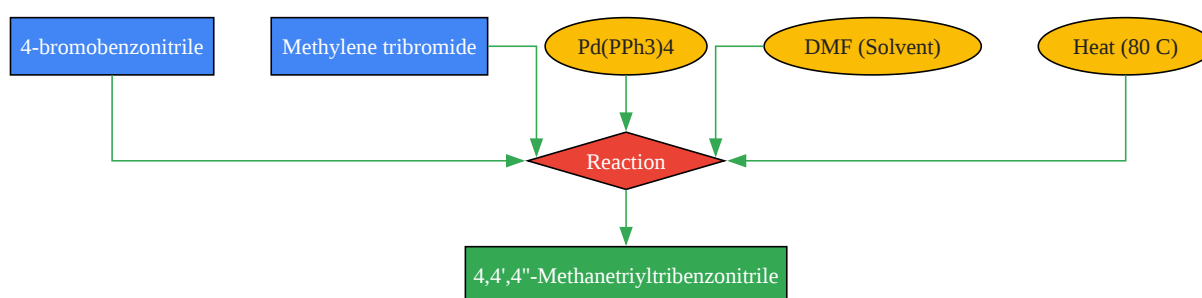 4-bromobenzonitrile
Methylene tribromide
Pd(PPh3)4
DMF (Solvent)
Heat (80 C)
Reaction
4,4',4''-Methanetriyltribenzonitrile